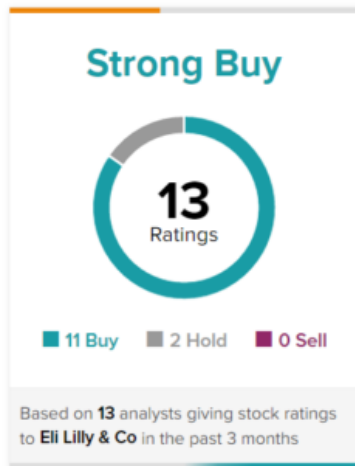 Strong Buy
13
Ratings
11 Buy 2 Hold 0 Sell
Based on 13 analysts giving stock ratings
to Eli Lilly & Co in the past 3 months